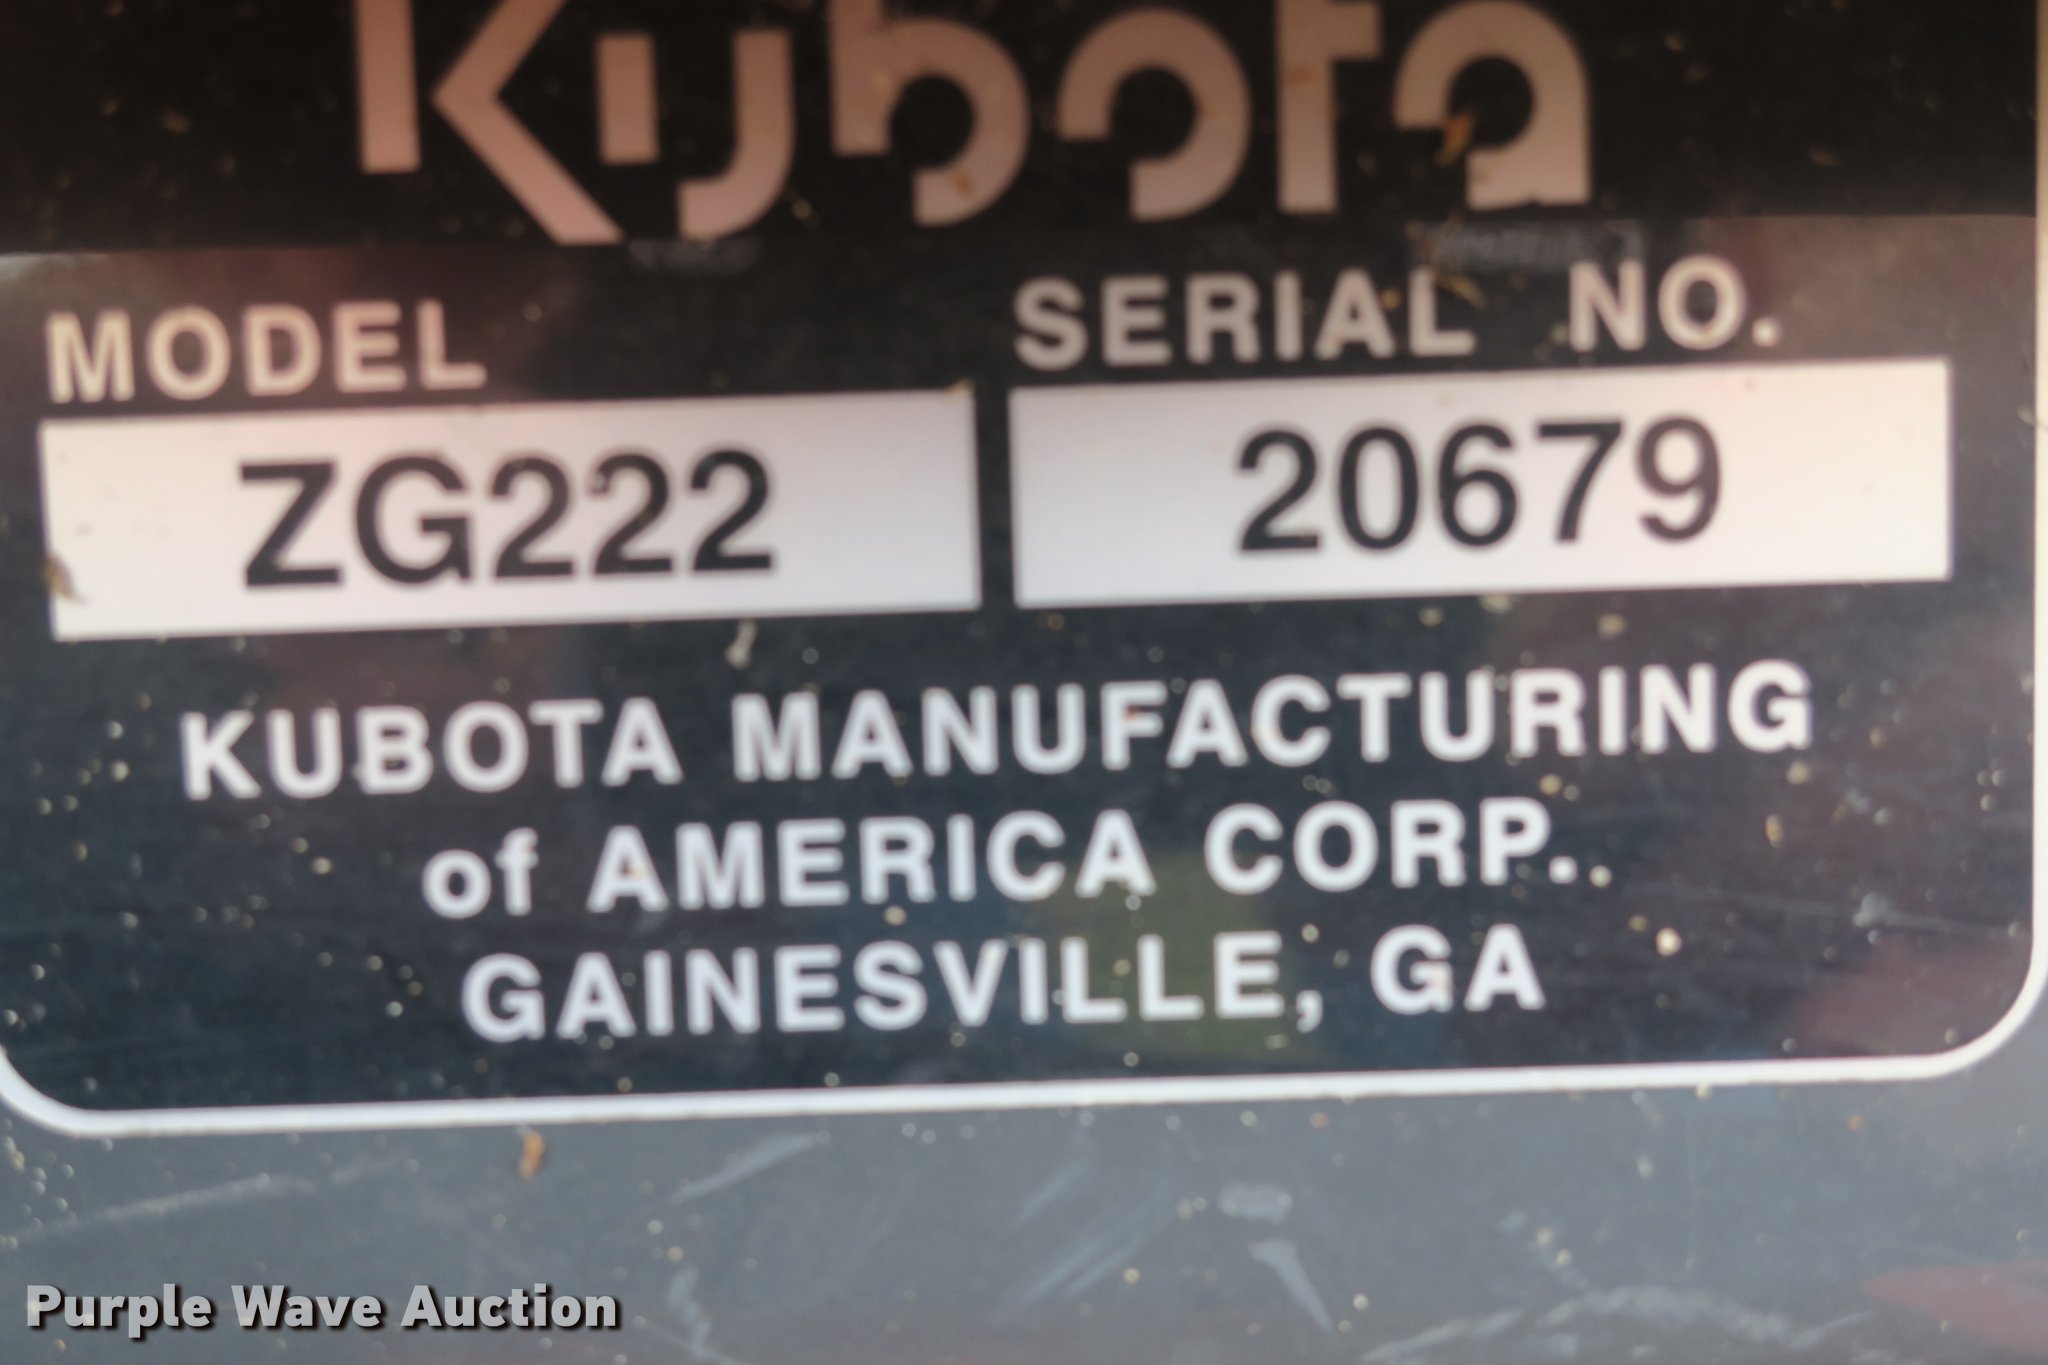 Kubota
MODEL SERIAL NO.
ZG222 20679
KUBOTA MANUFACTURING
of AMERICA CORP.
GAINESVILLE, GA
Purple Wave Auction